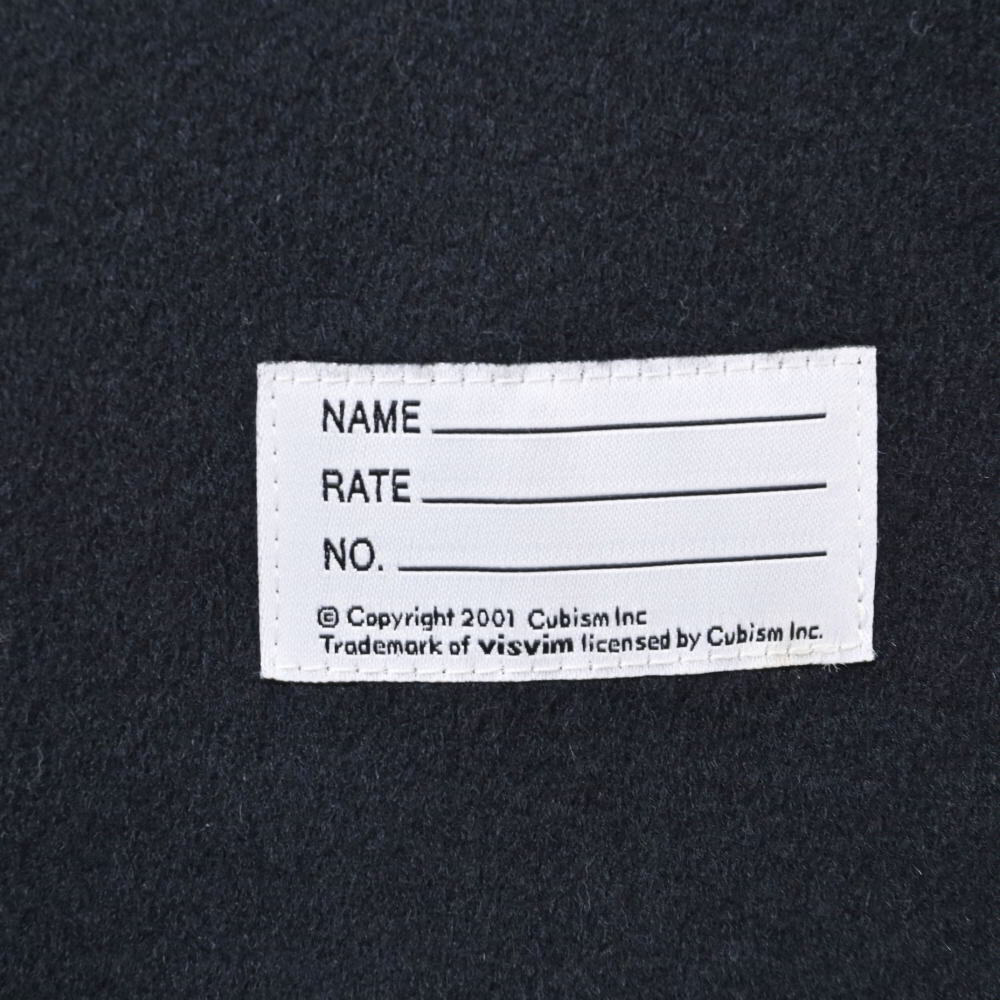 NAME
RATE
NO.
© Copyright 2001 Cubism Inc
Trademark of visvim licensed by Cubism Inc.